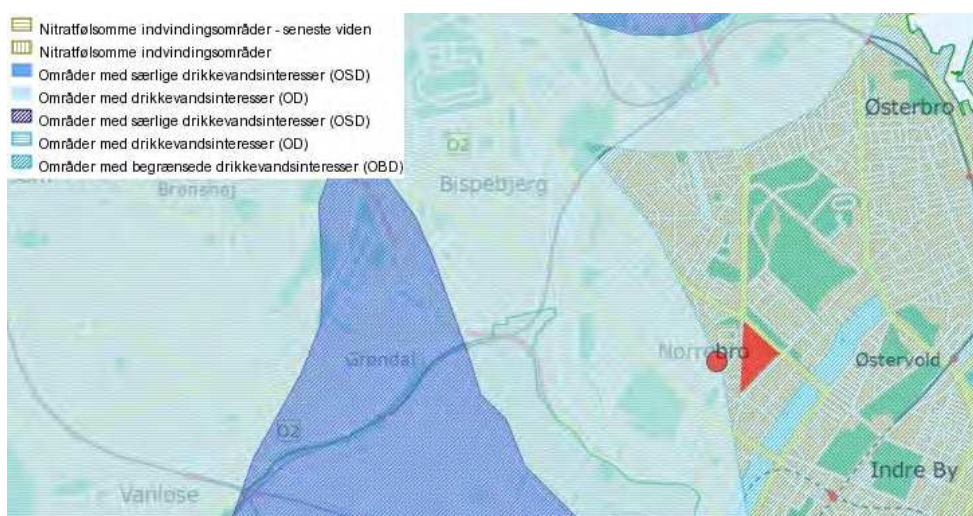 Nitratfølsomme indvindingsområder - seneste viden
Nitratfølsomme indvindingsområder
Områder med særlige drikkevandsinteresser (OSD)
Områder med drikkevandsinteresser (OD)
Områder med særlige drikkevandsinteresser (OSD)
Områder med drikkevandsinteresser (OD)
Områder med begrænsede drikkevandsinteresser (OBD)
Østerbro
O2
Brønshøj
Bispebjerg
Grøndal
Nørrebro
Østervold
O2
Indre By
Vanløse